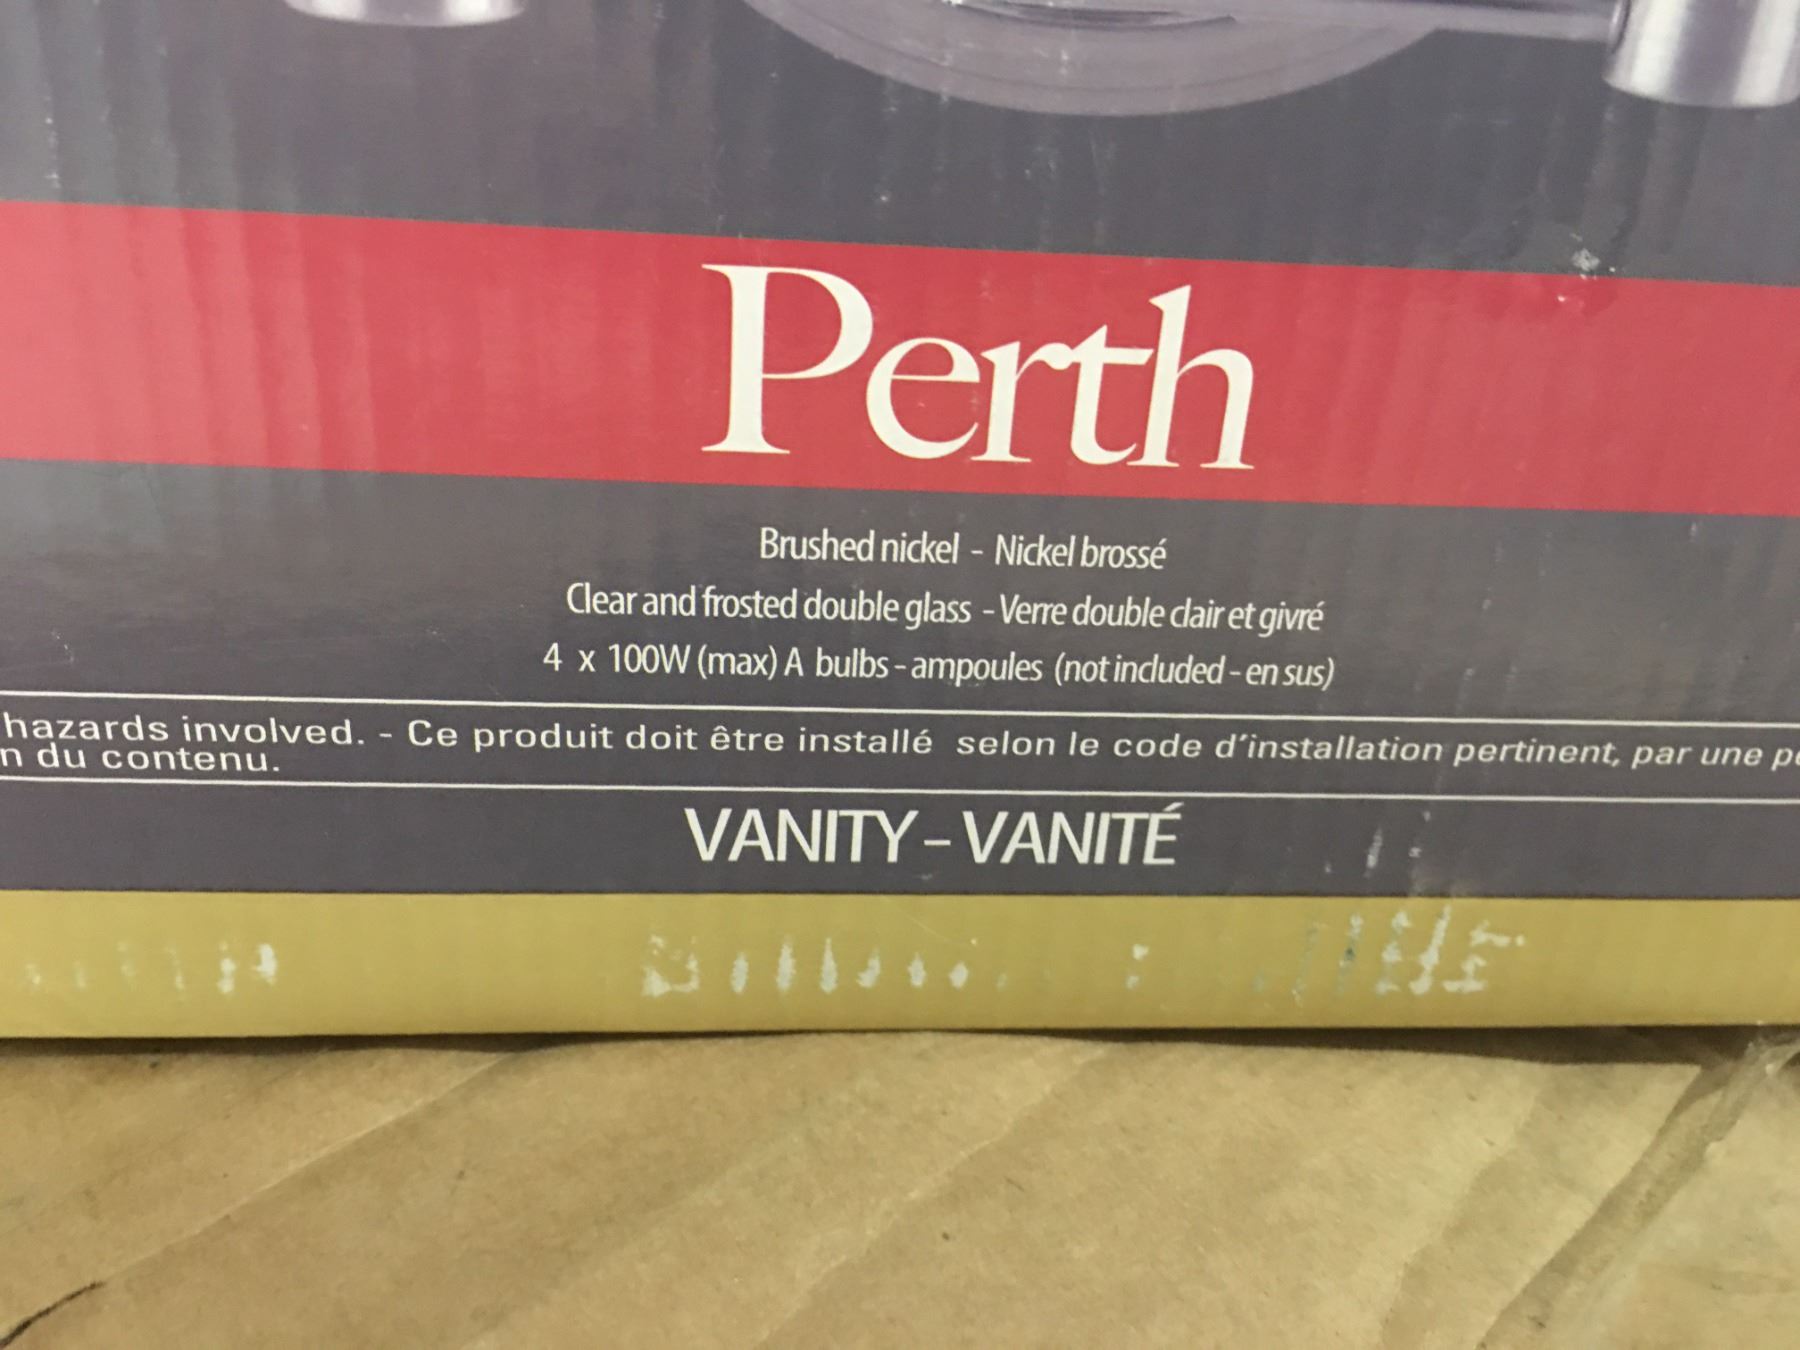 Perth
Brushed nickel - Nickel brossé
Clear and frosted double glass - Verre double clair et givré
4 x 100W (max) A bulbs - ampoules (not included - en sus)
hazards involved. - Ce produit doit être installé selon le code d'installation pertinent, par une
n du contenu.
VANITY – VANITÉ